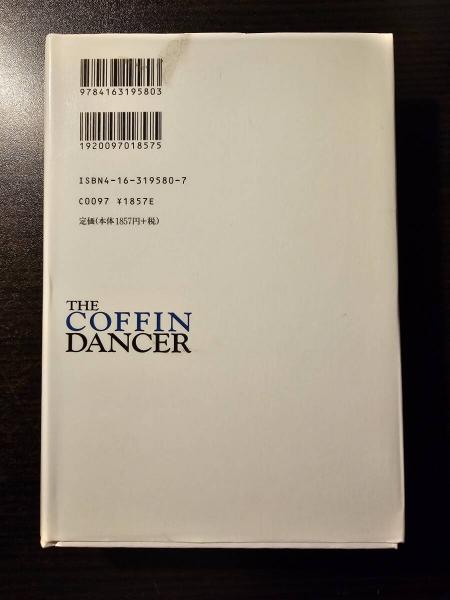 9784163195803
1920097018575
ISBN4-16-319580-7
C0097 ¥1857E
定価(本体1857円+税)
THE
COFFIN
DANCER